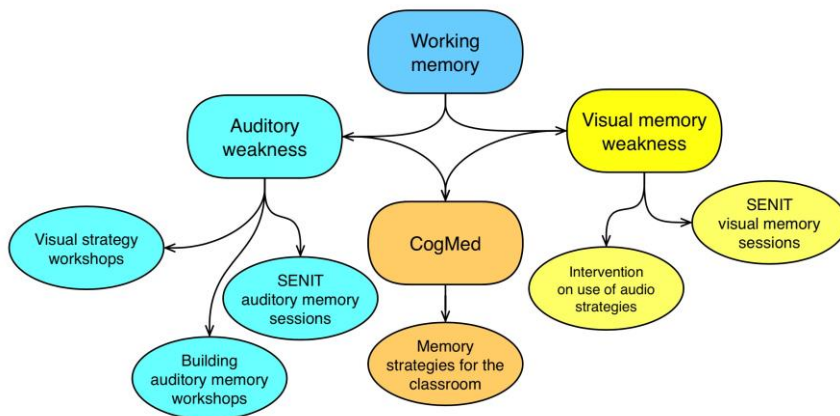 Working
memory
Auditory
weakness
Visual memory
weakness
Visual strategy
workshops
SENIT
auditory memory
sessions
Building
auditory memory
workshops
CogMed
Memory
strategies for the
classroom
Intervention
on use of audio
strategies
SENIT
visual memory
sessions